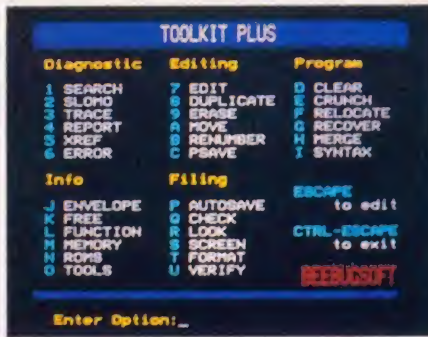 TOOLKIT PLUS
Diagnostic Editing Program
1 SEARCH 7 EDIT D CLEAR
2 SLOMO 8 DUPLICATE E CRUNCH
3 TRACE 9 ERASE F RELOCATE
4 REPORT A MOVE G RECOVER
5 XREF B RENUMBER H MERGE
6 ERROR C PSAVE I SYNTAX
Info Filing
J ENVELOPE P AUTOSAVE ESCAPE
K FREE Q CHECK to edit
L FUNCTION R LOOK CTRL-ESCAPE
M MEMORY S SCREEN to exit
N ROMS T FORMAT
O TOOLS U VERIFY BEEBUGSOFT
Enter Option:_